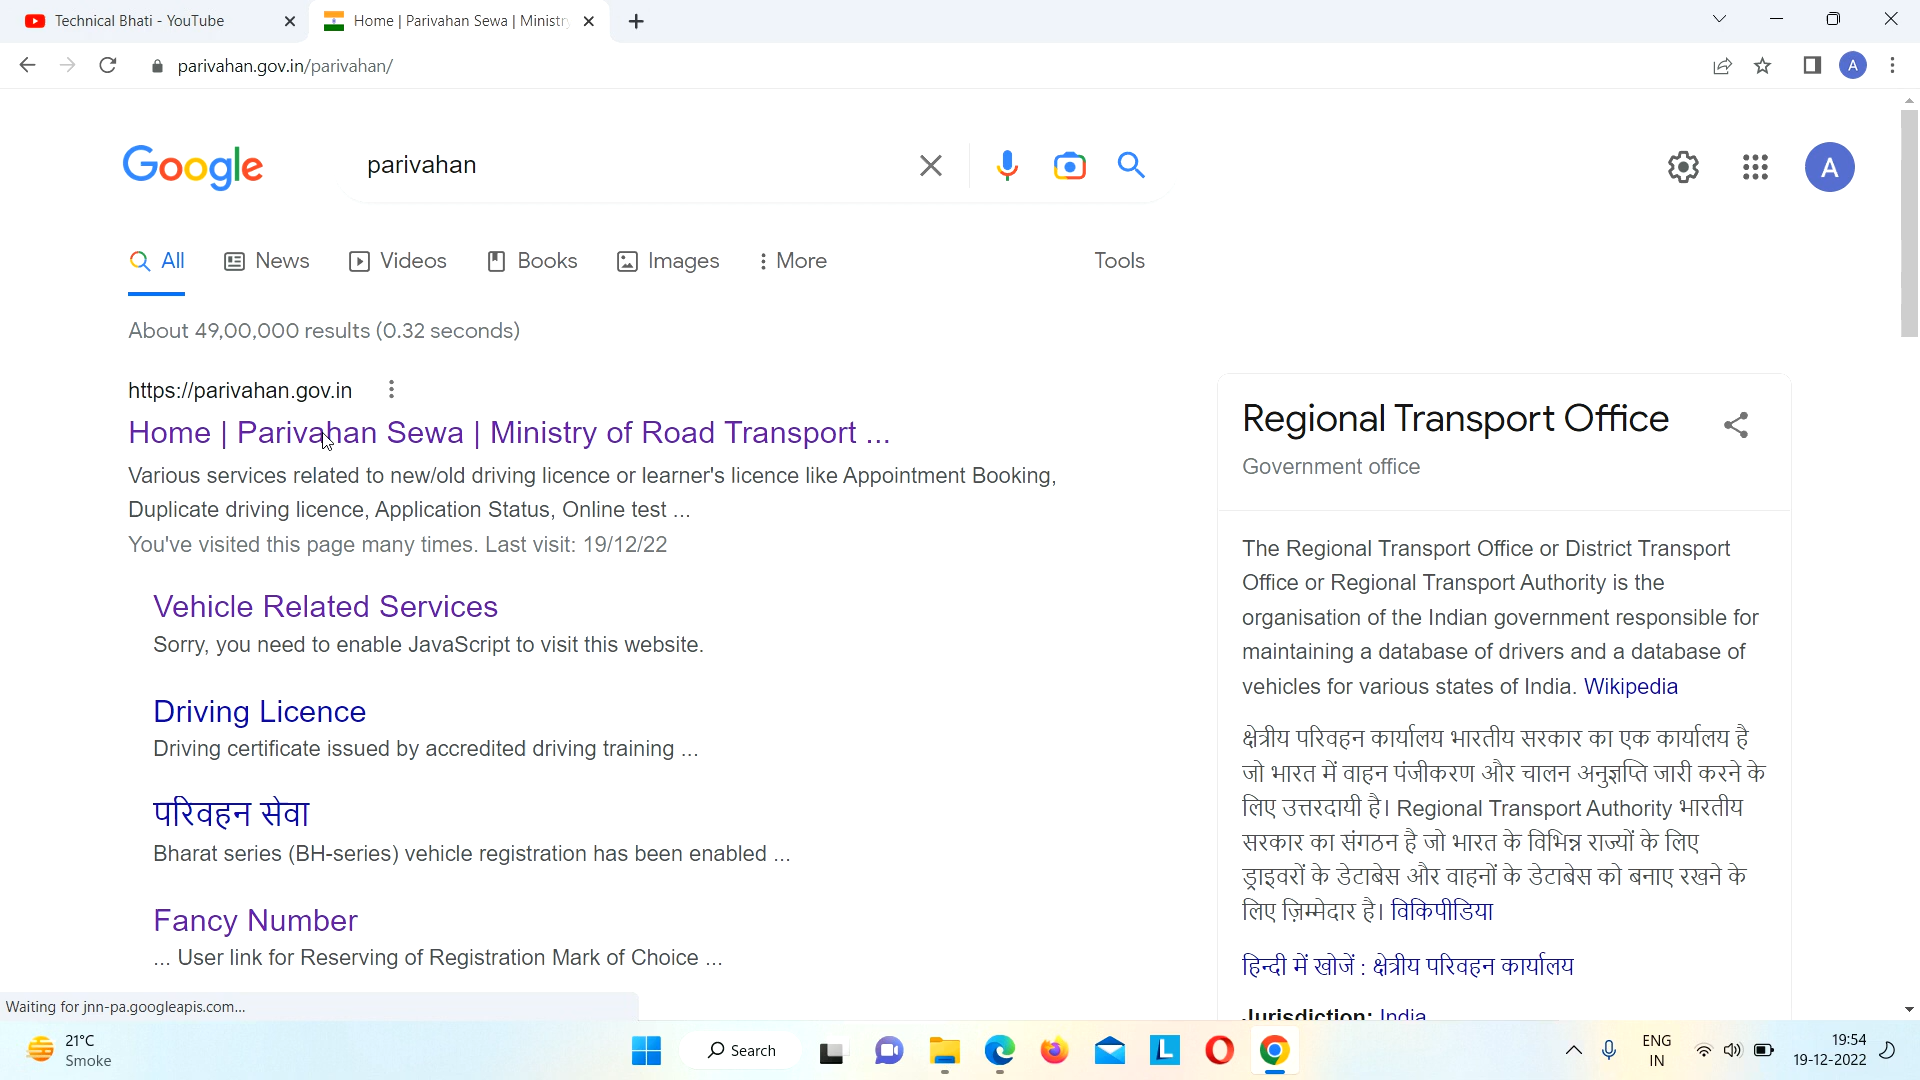 Technical Bhati - YouTube
Home | Parivahan Sewa | Ministr
parivahan.gov.in/parivahan/
A
Google
parivahan
A
All
News
Videos
Books
Images
More
Tools
About 49,00,000 results (0.32 seconds)
https://parivahan.gov.in
Home | Parivahan Sewa | Ministry of Road Transport ...
Various services related to new/old driving licence or learner's licence like Appointment Booking,
Duplicate driving licence, Application Status, Online test ...
You've visited this page many times. Last visit: 19/12/22
Vehicle Related Services
Sorry, you need to enable JavaScript to visit this website.
Driving Licence
Driving certificate issued by accredited driving training ...
परिवहन सेवा
Bharat series (BH-series) vehicle registration has been enabled ...
Fancy Number
... User link for Reserving of Registration Mark of Choice ...
Regional Transport Office
Government office
The Regional Transport Office or District Transport
Office or Regional Transport Authority is the
organisation of the Indian government responsible for
maintaining a database of drivers and a database of
vehicles for various states of India. Wikipedia
क्षेत्रीय परिवहन कार्यालय भारतीय सरकार का एक कार्यालय है
जो भारत में वाहन पंजीकरण और चालन अनुज्ञप्ति जारी करने के
लिए उत्तरदायी है। Regional Transport Authority भारतीय
सरकार का संगठन है जो भारत के विभिन्न राज्यों के लिए
ड्राइवरों के डेटाबेस और वाहनों के डेटाबेस को बनाए रखने के
लिए ज़िम्मेदार है। विकिपीडिया
हिन्दी में खोजें : क्षेत्रीय परिवहन कार्यालय
Jurisdiction: India
Waiting for jnn-pa.googleapis.com...
21°C
Smoke
Search
L
ENG
IN
19:54
19-12-2022